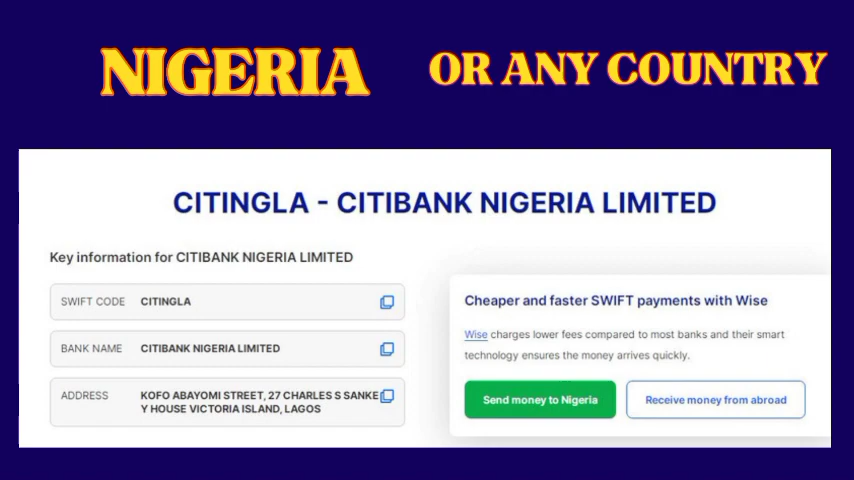 NIGERIA OR ANY COUNTRY
CITINGLA - CITIBANK NIGERIA LIMITED
Key information for CITIBANK NIGERIA LIMITED
SWIFT CODE CITINGLA
BANK NAME CITIBANK NIGERIA LIMITED
ADDRESS KOFO ABAYOMI STREET, 27 CHARLES S SANKE
Y HOUSE VICTORIA ISLAND, LAGOS
Cheaper and faster SWIFT payments with Wise
Wise charges lower fees compared to most banks and their smart
technology ensures the money arrives quickly.
Send money to Nigeria Receive money from abroad